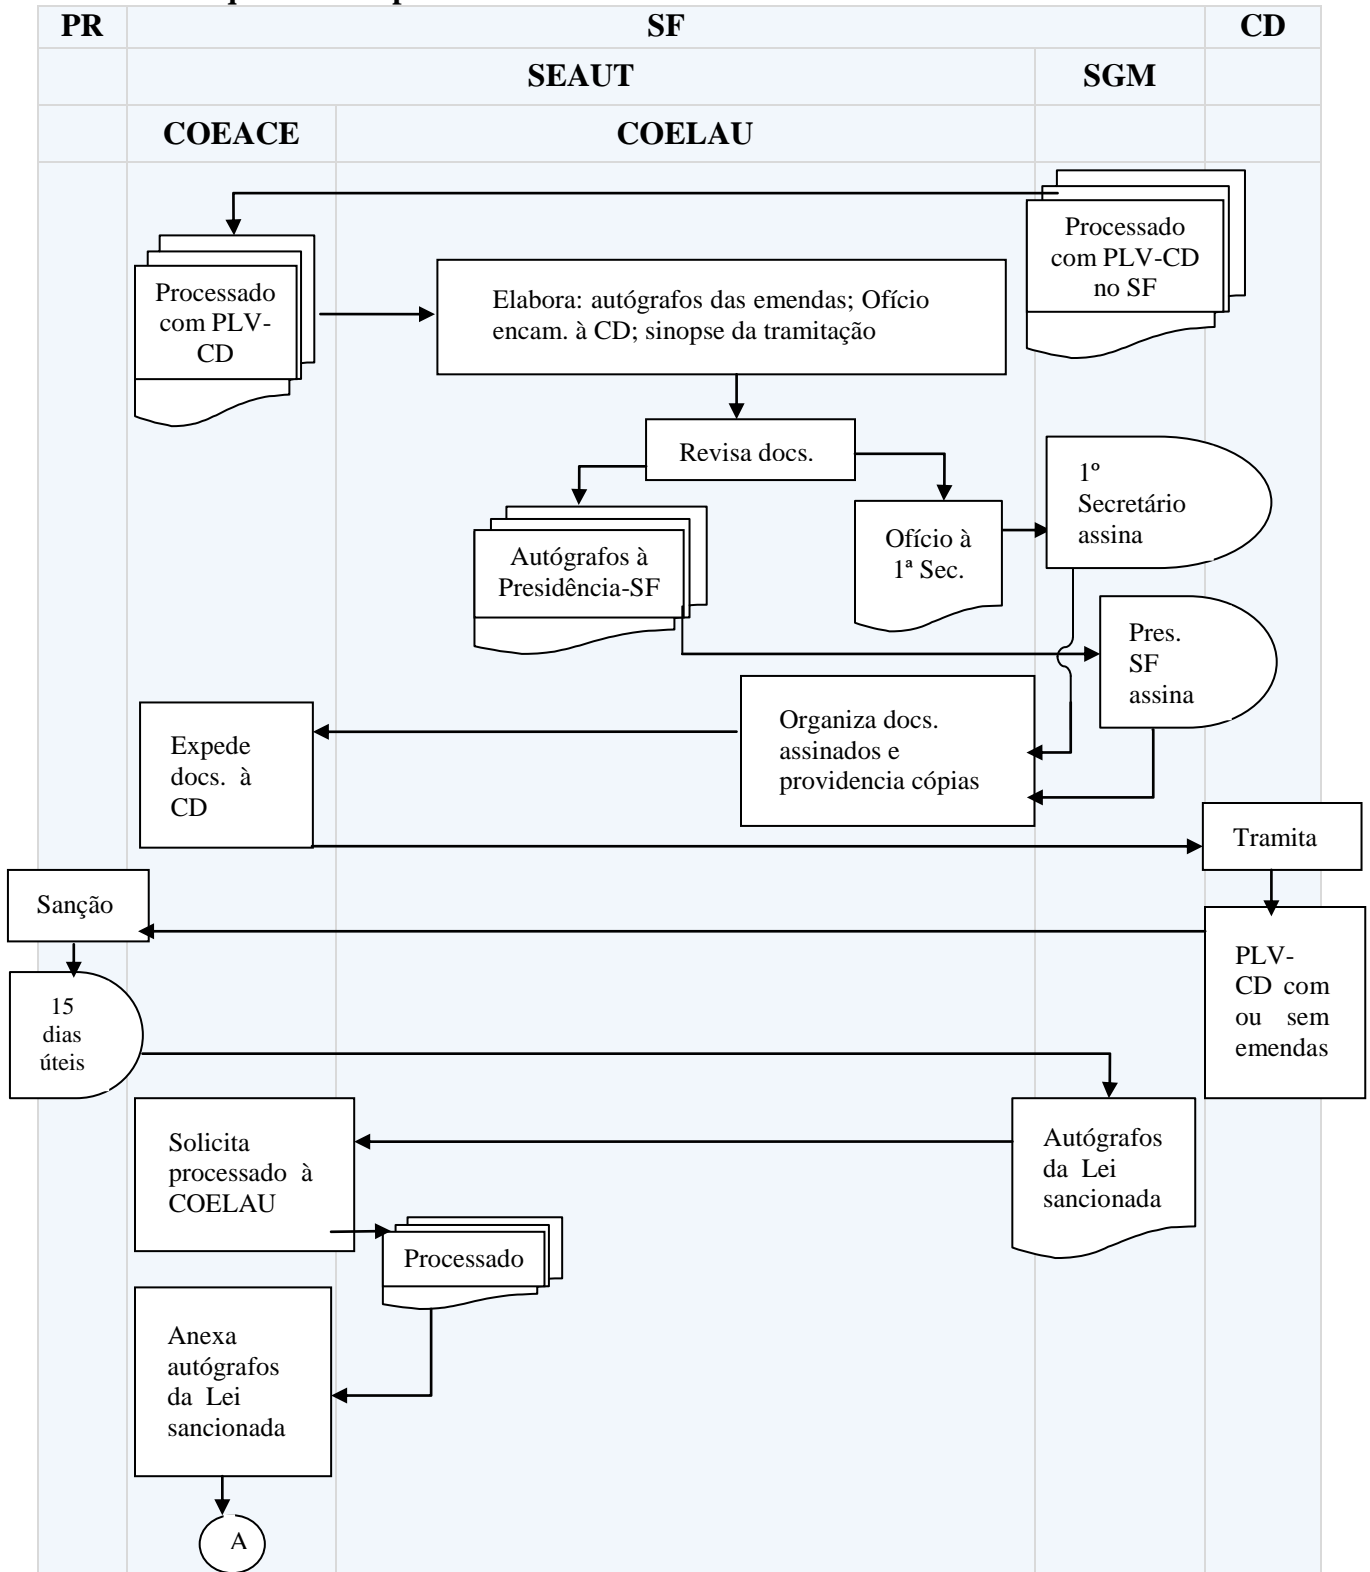 PR
SF
CD
SEAUT
SGM
COEACE
COELAU
Processado
com PLV-CD
no SF
Processado
com PLV-
CD
Elabora: autógrafos das emendas; Ofício
encam. à CD; sinopse da tramitação
Revisa docs.
1º
Secretário
assina
Autógrafos à
Presidência-SF
Ofício à
1ª Sec.
Pres.
SF
assina
Organiza docs.
assinados e
providencia cópias
Expede
docs. à
CD
Tramita
Sanção
PLV-
CD com
ou sem
emendas
15
dias
úteis
Autógrafos
da Lei
sancionada
Solicita
processado à
COELAU
Processado
Anexa
autógrafos
da Lei
sancionada
A